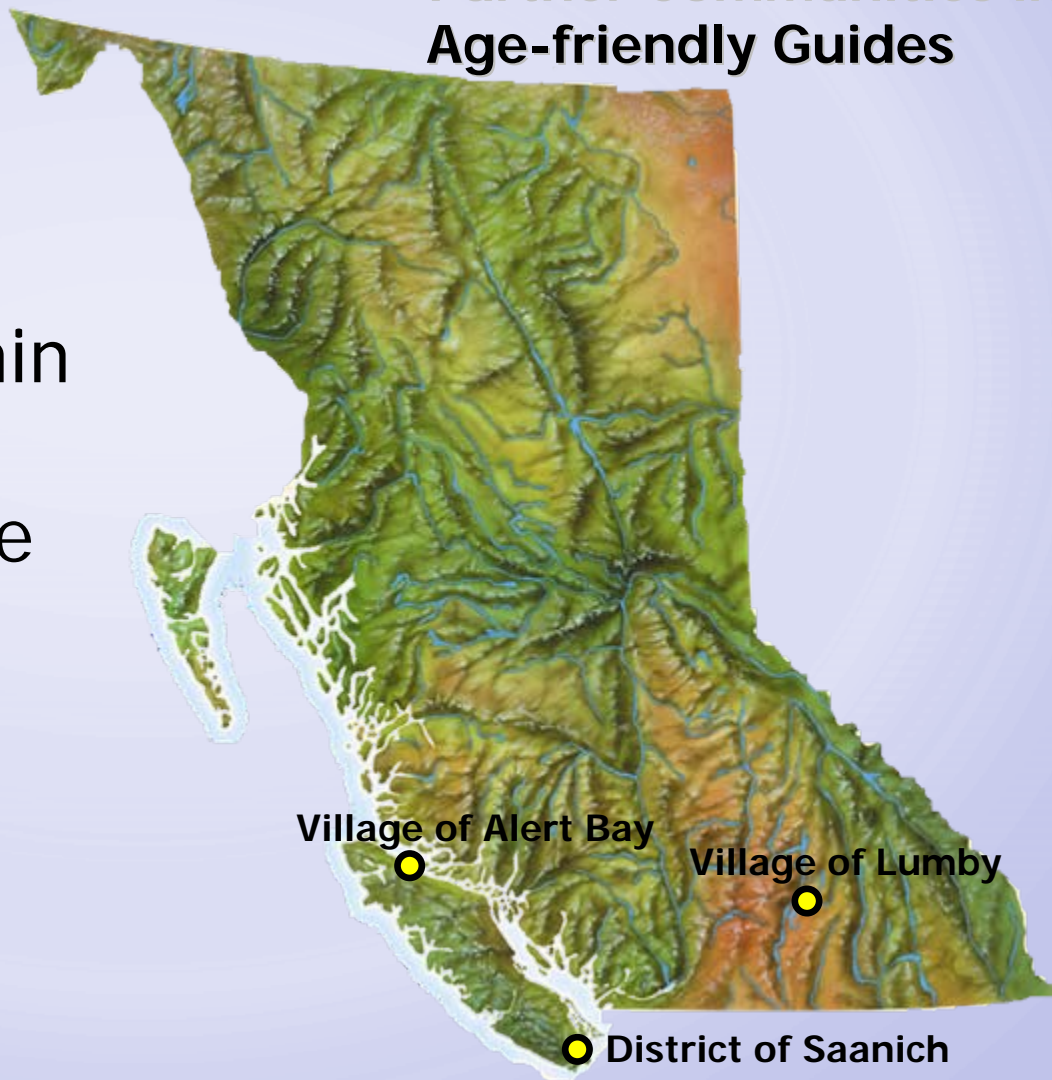 Age-friendly Guides
Village of Alert Bay
Village of Lumby
District of Saanich